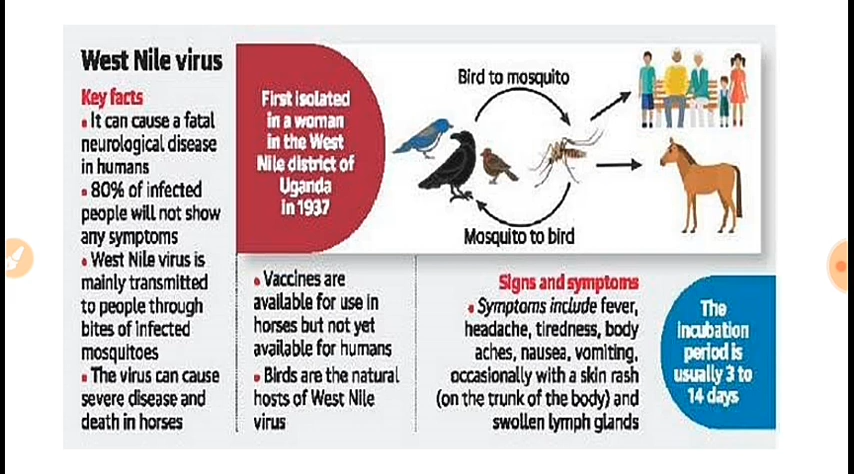 West Nile virus
Key facts
• It can cause a fatal
neurological disease
in humans
• 80% of infected
people will not show
any symptoms
• West Nile virus is
mainly transmitted
to people through
bites of infected
mosquitoes
• The virus can cause
severe disease and
death in horses
First isolated
in a woman
in the West
Nile district of
Uganda
in 1937
Bird to mosquito
Mosquito to bird
• Vaccines are
available for use in
horses but not yet
available for humans
• Birds are the natural
hosts of West Nile
virus
Signs and symptoms
• Symptoms include fever,
headache, tiredness, body
aches, nausea, vomiting,
occasionally with a skin rash
(on the trunk of the body) and
swollen lymph glands
The
incubation
period is
usually 3 to
14 days